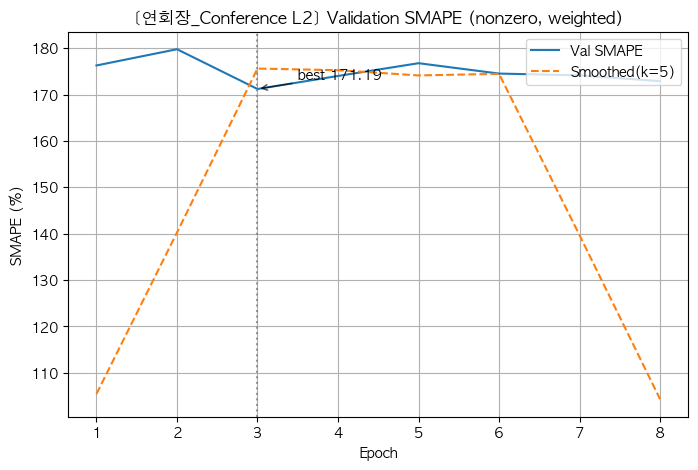 [연회장_Conference L2] Validation SMAPE (nonzero, weighted)
SMAPE (%)
180
170
160
150
140
130
120
110
best 171.19
Val SMAPE
Smoothed(k=5)
1 2 3 4 5 6 7 8
Epoch